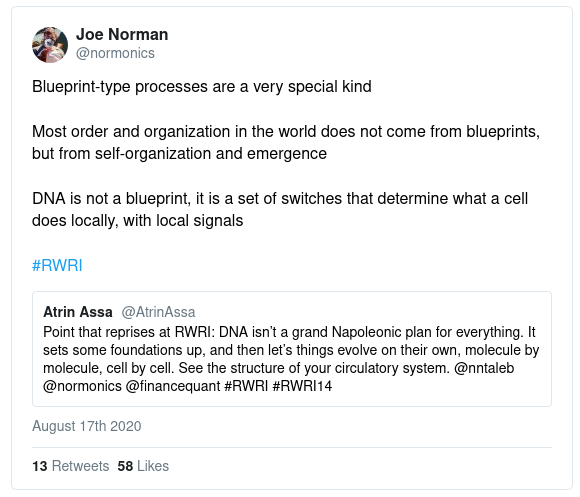 Joe Norman
@normonics
Blueprint-type processes are a very special kind
Most order and organization in the world does not come from blueprints,
but from self-organization and emergence
DNA is not a blueprint, it is a set of switches that determine what a cell
does locally, with local signals
#RWRI
Atrin Assa @AtrinAssa
Point that reprises at RWRI: DNA isn’t a grand Napoleonic plan for everything. It
sets some foundations up, and then let’s things evolve on their own, molecule by
molecule, cell by cell. See the structure of your circulatory system. @nntaleb
@normonics @financequant #RWRI #RWRI14
August 17th 2020
13 Retweets 58 Likes